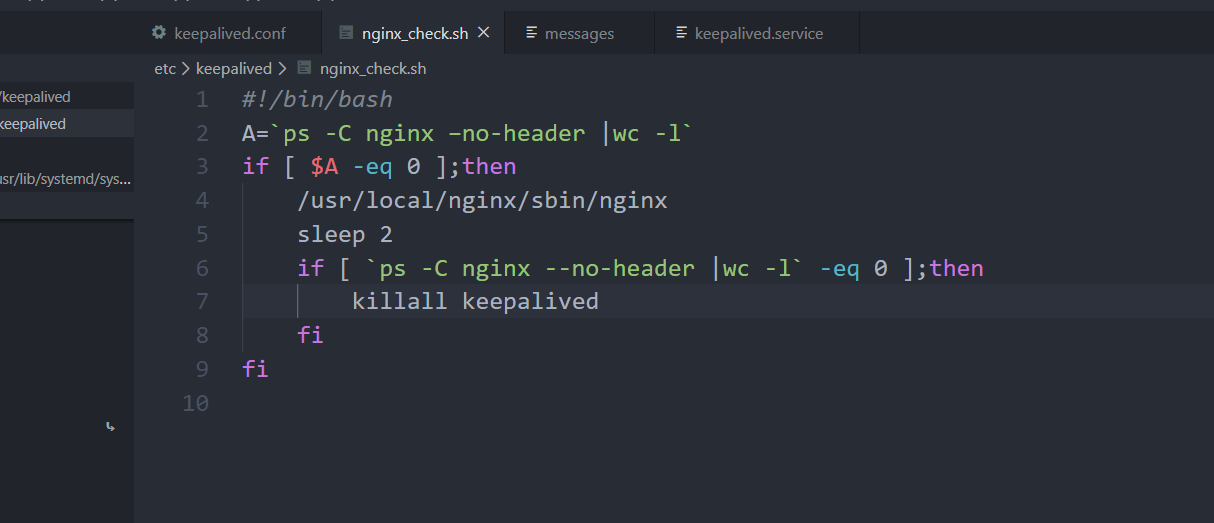 keepalived.conf nginx_check.sh messages keepalived.service
etc > keepalived > nginx_check.sh
/keepalived
keepalived
usr/lib/systemd/sys...
1 #!/bin/bash
2 A=`ps -C nginx –no-header |wc -l`
3 if [ $A -eq 0 ];then
4 /usr/local/nginx/sbin/nginx
5 sleep 2
6 if [ `ps -C nginx --no-header |wc -l` -eq 0 ];then
7 killall keepalived
8 fi
9 fi
10